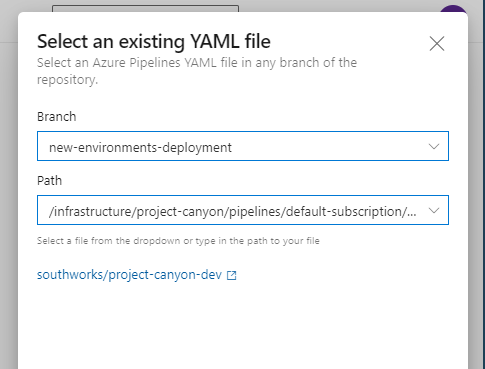 Select an existing YAML file
Select an Azure Pipelines YAML file in any branch of the
repository.
Branch
new-environments-deployment
Path
/infrastructure/project-canyon/pipelines/default-subscription/...
Select a file from the dropdown or type in the path to your file
southworks/project-canyon-dev